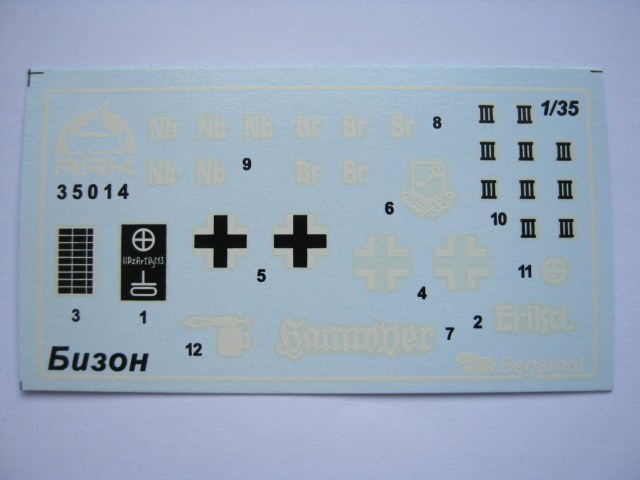 ARK
35014
Nb Nb Nb Br Br Br 8 III III 1/35
Nb Nb 9 Br Br III III III
6 III III III
10 III III
5
4
11
3
1
12
Hannover 7
2 Erika
Бизон
Begemot